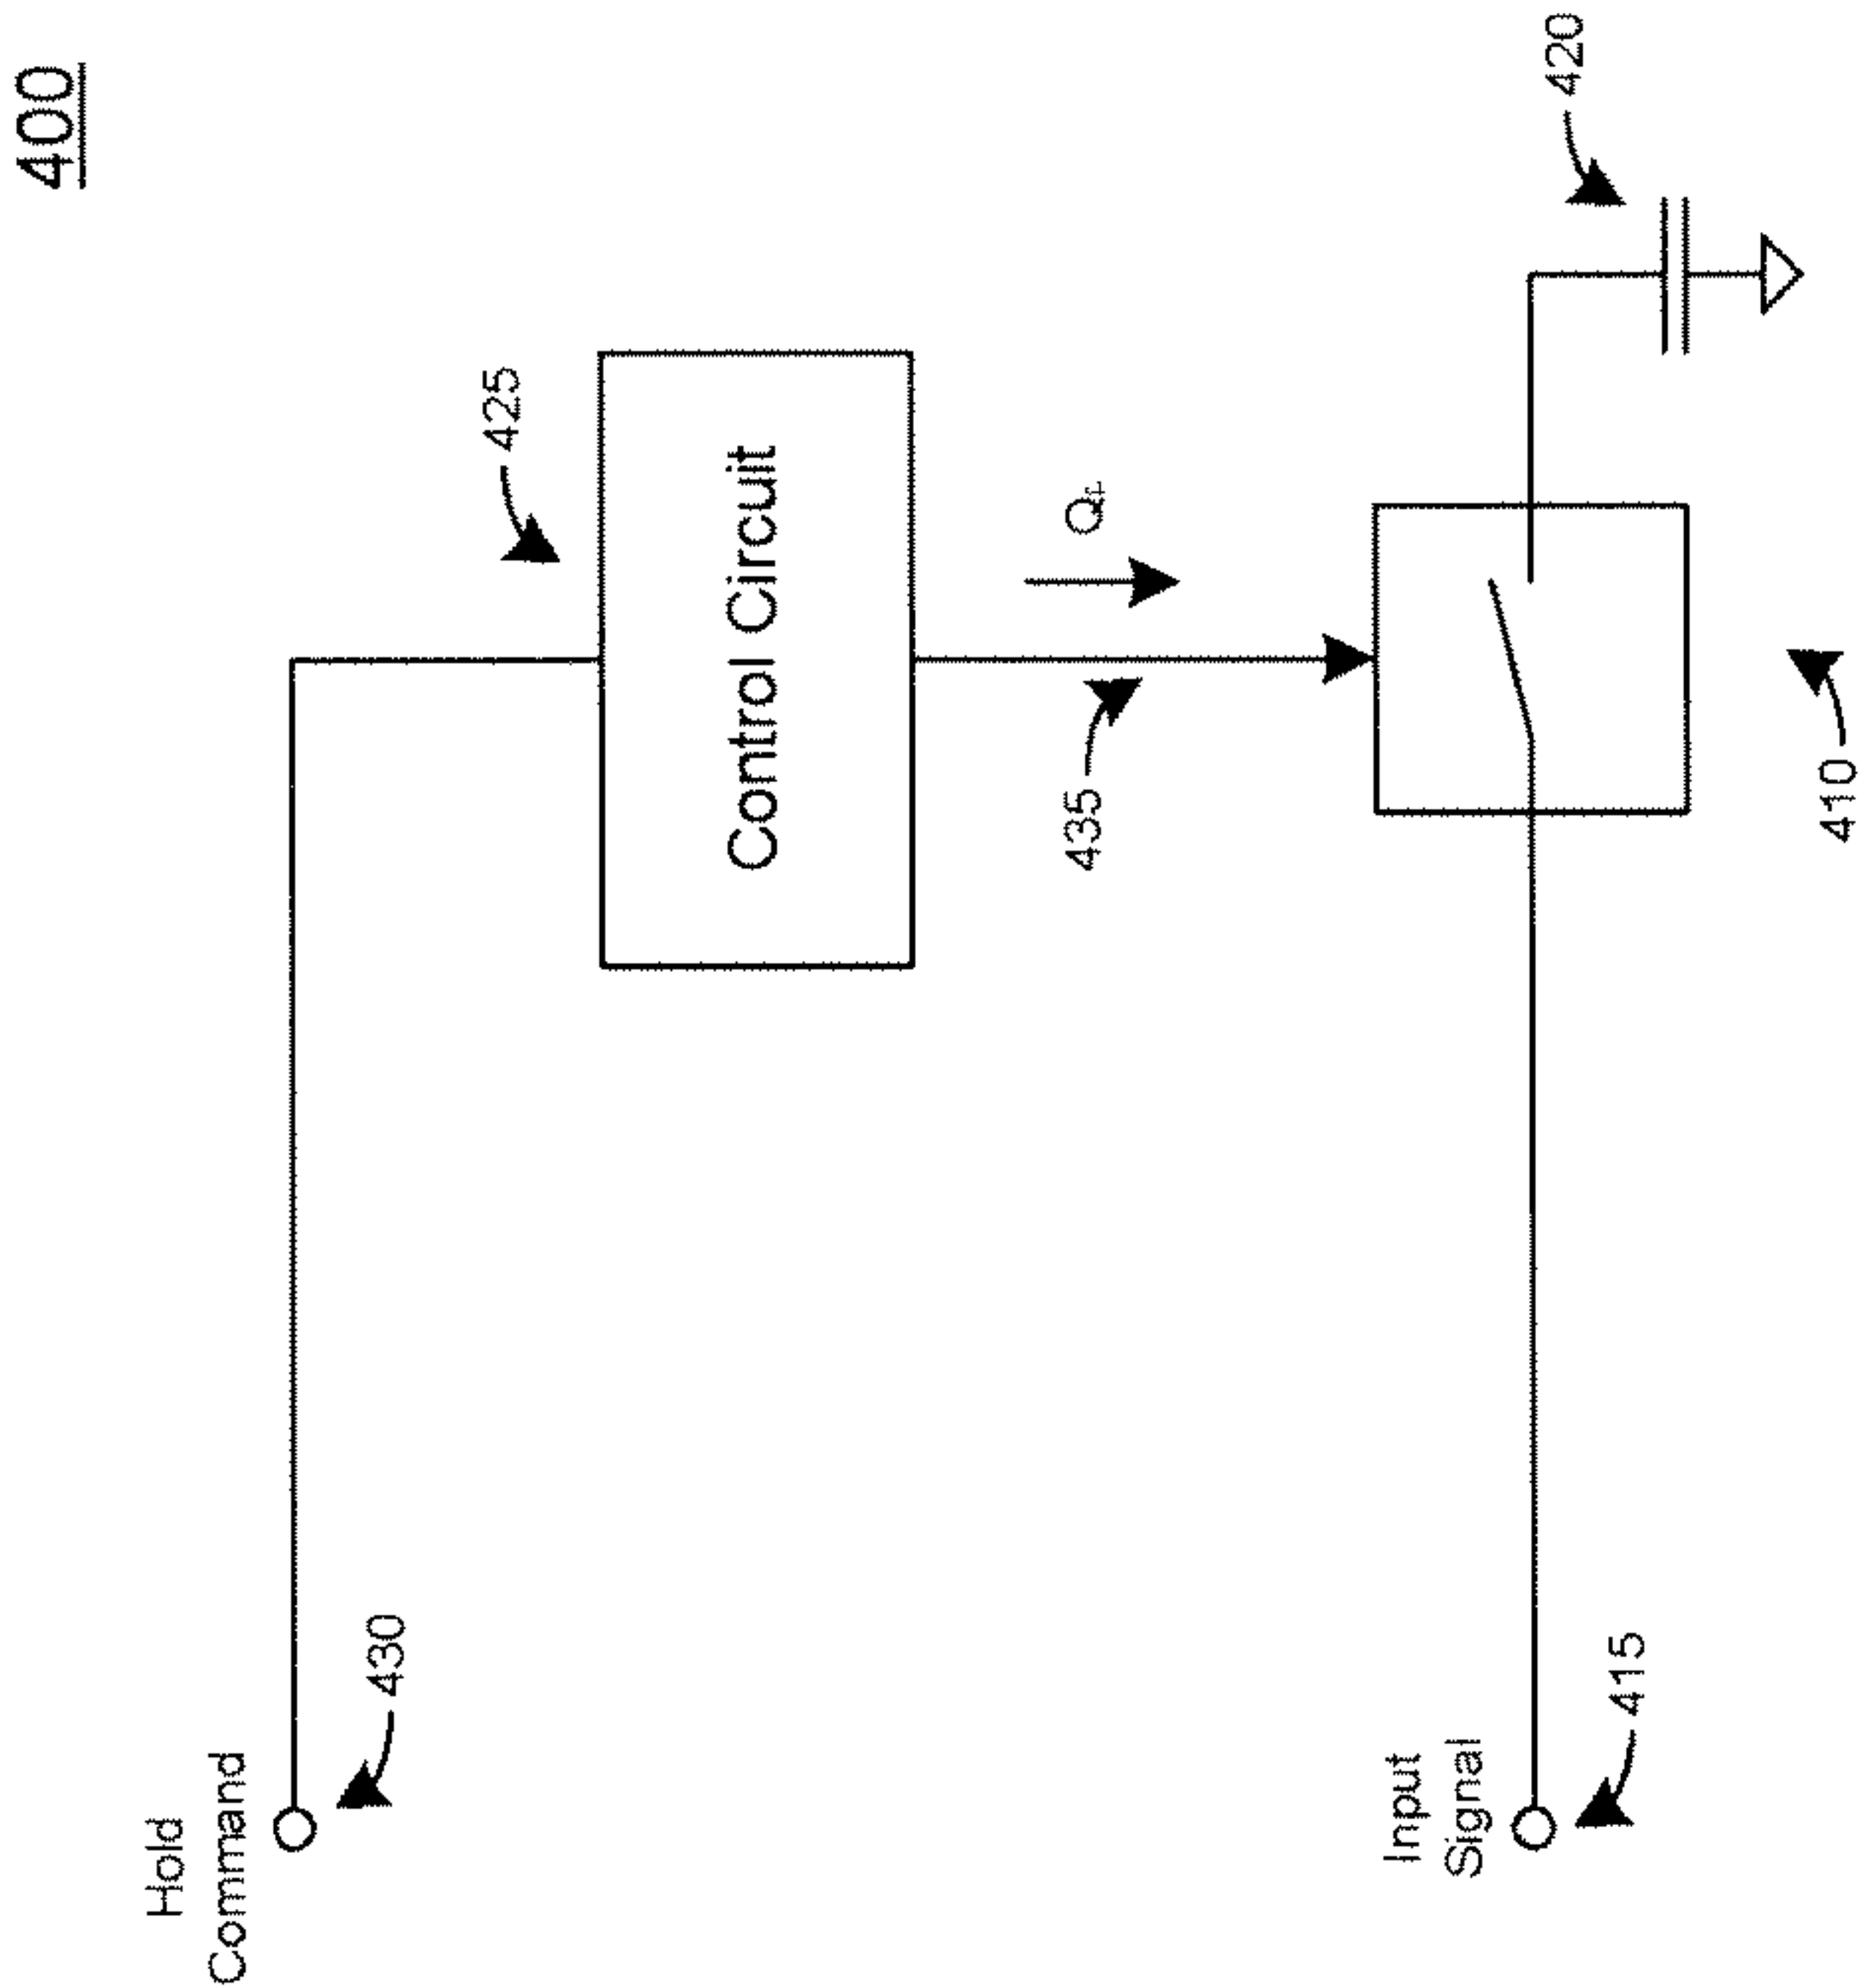 400
Hold
Command
430
425
Control Circuit
435
Q
Input
Signal
420
415
410